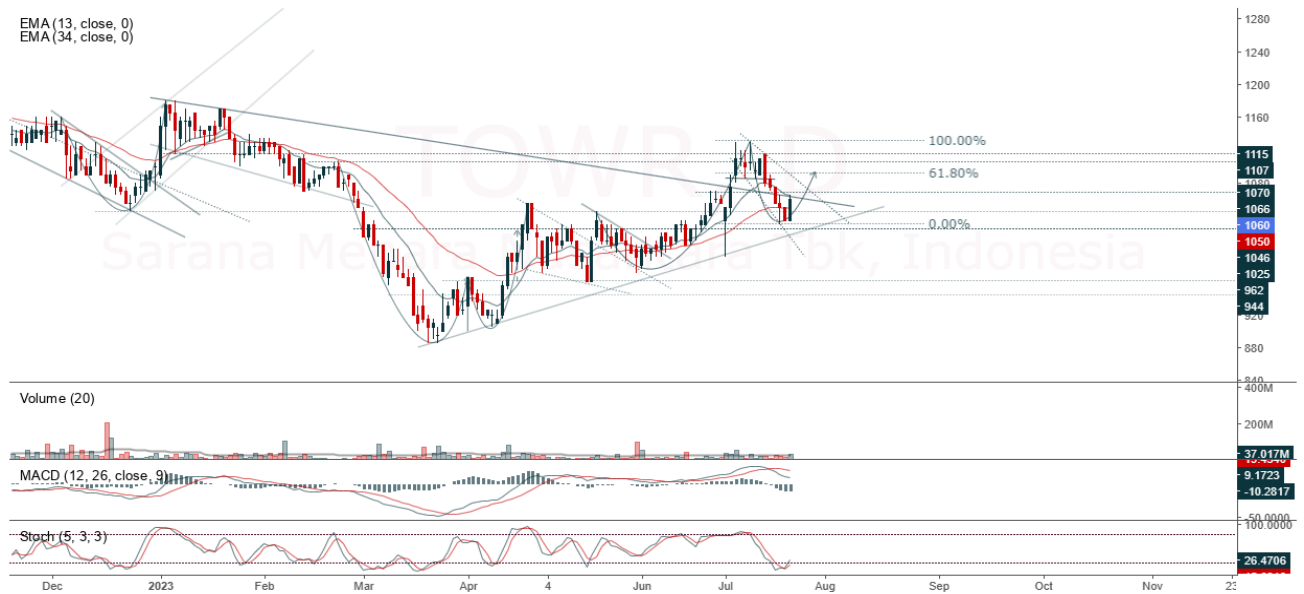 EMA (13, close, 0)
EMA (34, close, 0)
TOWR, D
Sarana Menara Nusantara Tbk, Indonesia
100.00%
61.80%
0.00%
1280
1240
1200
1160
1115
1107
1080
1070
1066
1060
1050
1046
1025
962
944
920
880
840
Volume (20)
400M
200M
37.017M
MACD (12, 26, close, 9)
9.1723
-10.2817
-50.0000
Stoch (5, 3, 3)
100.0000
26.4706
Dec
2023
Feb
Mar
Apr
4
Jun
Jul
Aug
Sep
Oct
Nov
23